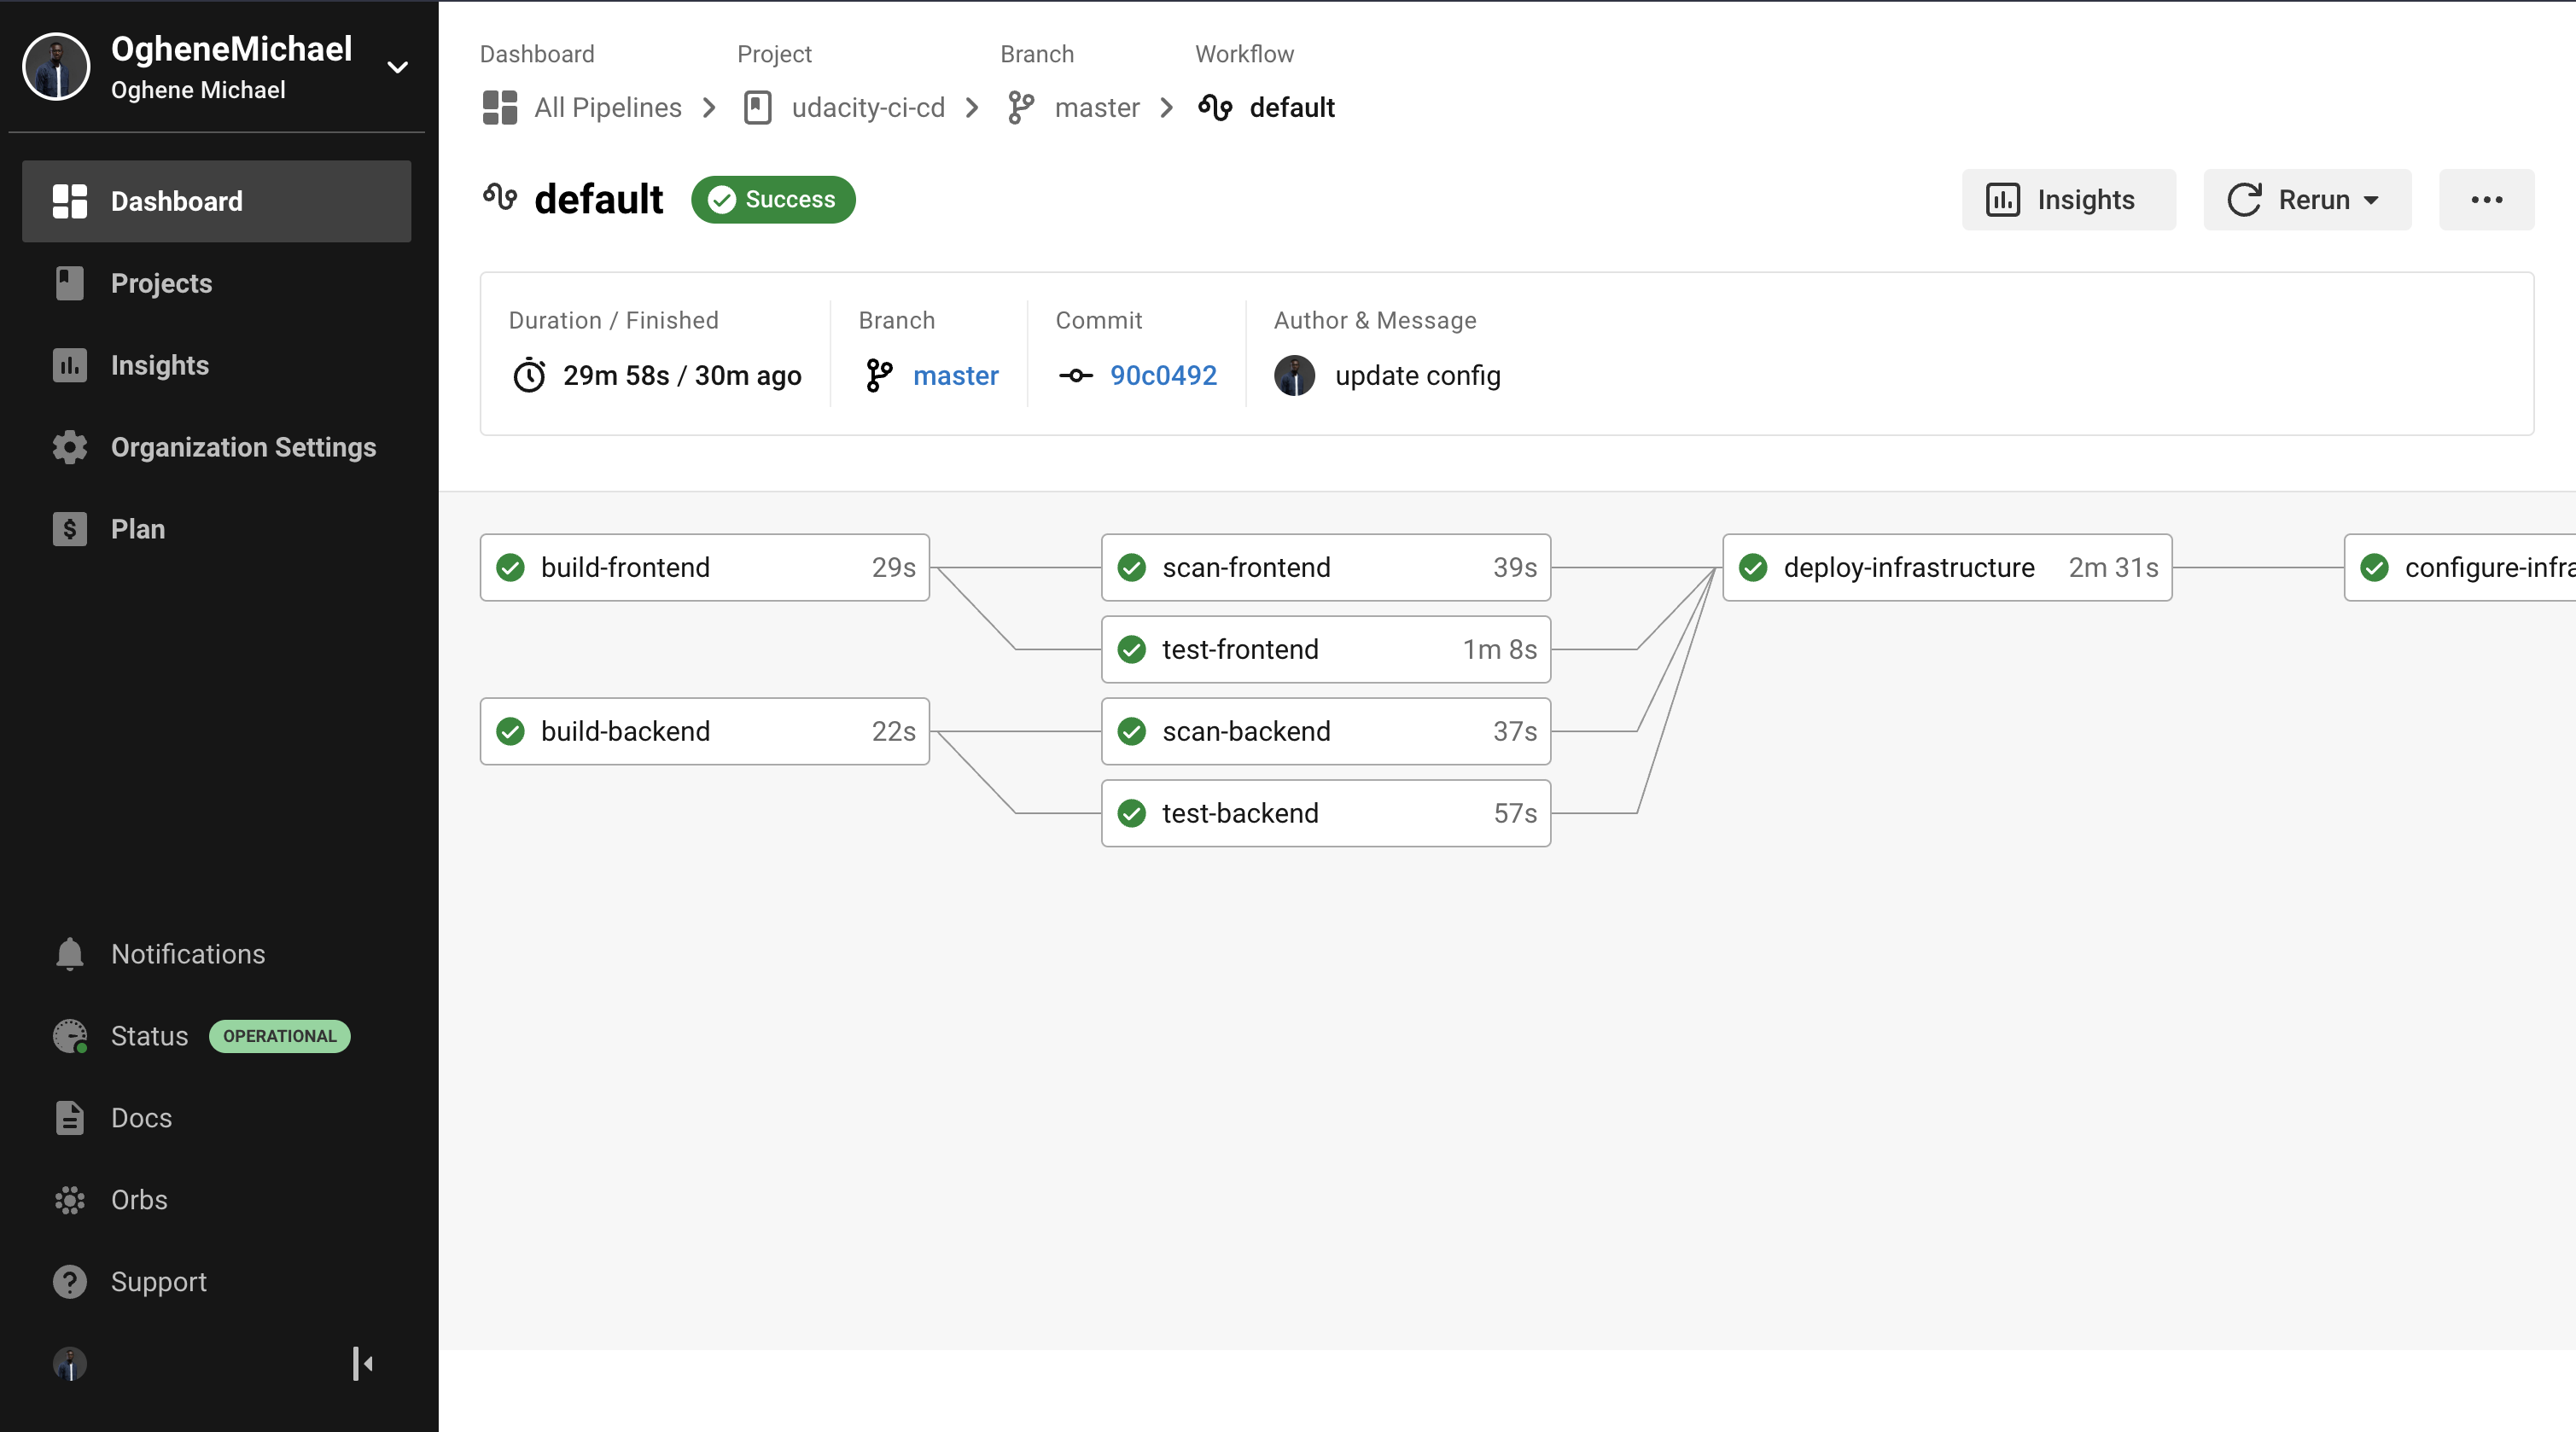 OgheneMichael
Oghene Michael
Dashboard
Projects
Insights
Organization Settings
Plan
Notifications
Status OPERATIONAL
Docs
Orbs
Support
Dashboard Project Branch Workflow
All Pipelines udacity-ci-cd master default
default Success Insights Rerun
Duration / Finished Branch Commit Author & Message
29m 58s / 30m ago master 90c0492 update config
build-frontend 29s scan-frontend 39s deploy-infrastructure 2m 31s configure-infra
test-frontend 1m 8s
build-backend 22s scan-backend 37s
test-backend 57s